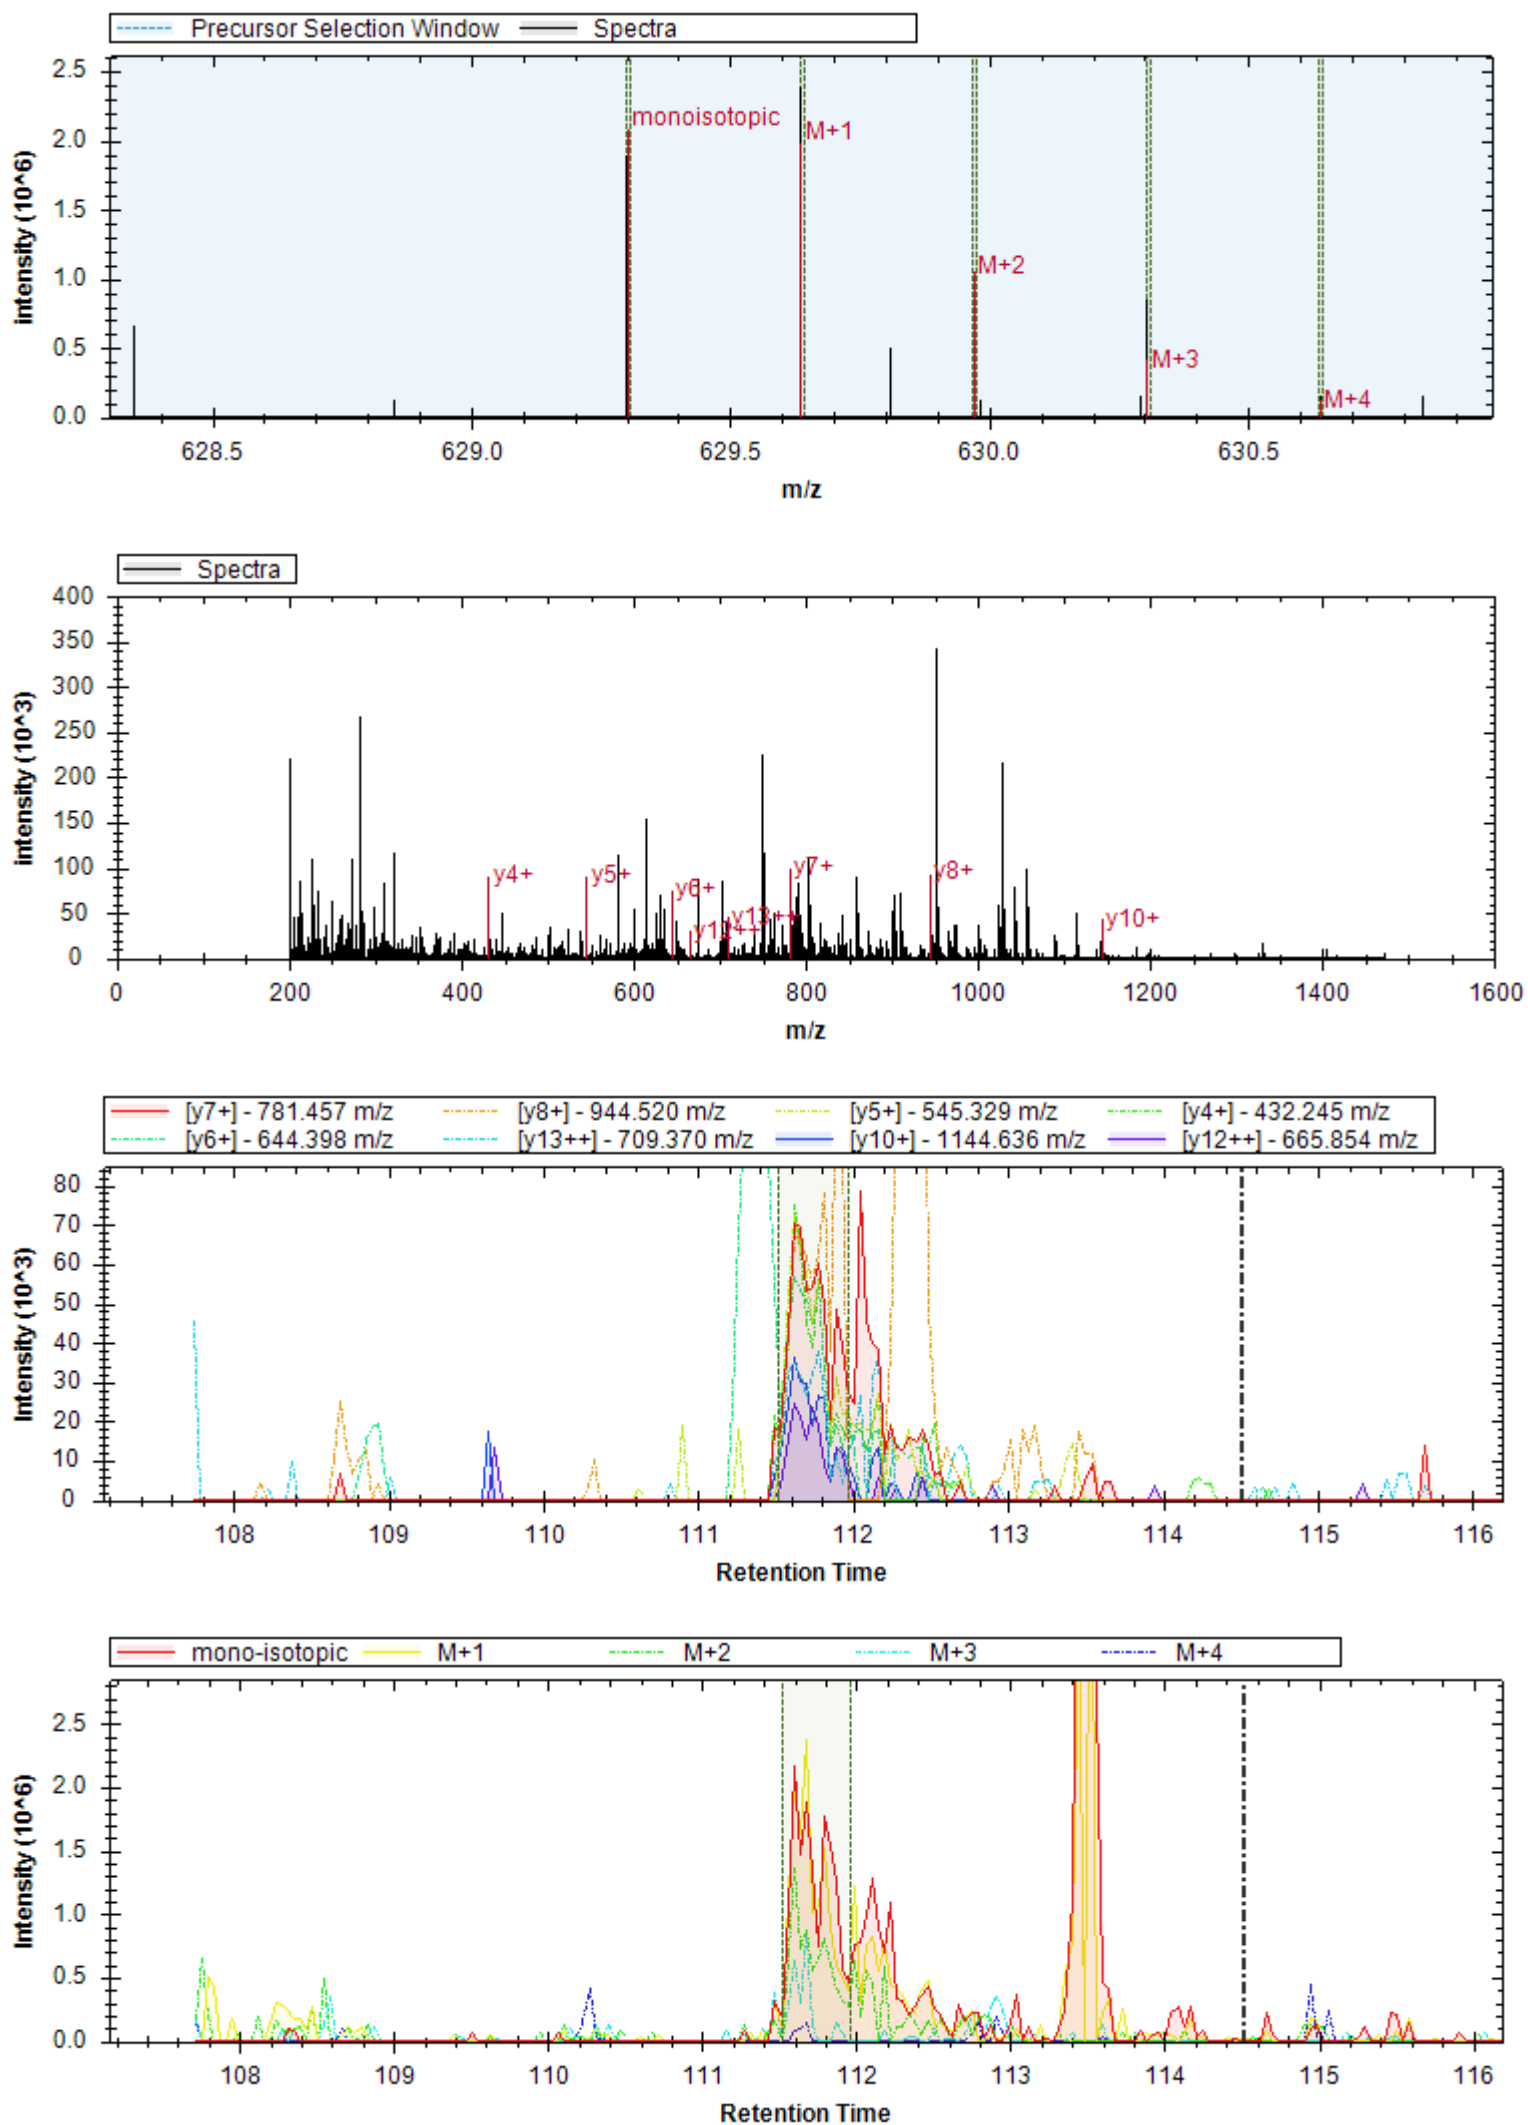 Precursor Selection Window Spectra
2.5
2.0
1.5
1.0
0.5
0.0
intensity (10^6)
monoisotopic
M+1
M+2
M+3
M+4
628.5 629.0 629.5 630.0 630.5
m/z
Spectra
400
350
300
250
200
150
100
50
0
intensity (10^3)
y4+ y5+ y6+ y12++ y13++ y7+ y8+ y10+
0 200 400 600 800 1000 1200 1400 1600
m/z
[y7+] - 781.457 m/z [y8+] - 944.520 m/z [y5+] - 545.329 m/z [y4+] - 432.245 m/z
[y6+] - 644.398 m/z [y13++] - 709.370 m/z [y10+] - 1144.636 m/z [y12++] - 665.854 m/z
80
70
60
50
40
30
20
10
0
Intensity (10^3)
108 109 110 111 112 113 114 115 116
Retention Time
mono-isotopic M+1 M+2 M+3 M+4
2.5
2.0
1.5
1.0
0.5
0.0
Intensity (10^6)
108 109 110 111 112 113 114 115 116
Retention Time